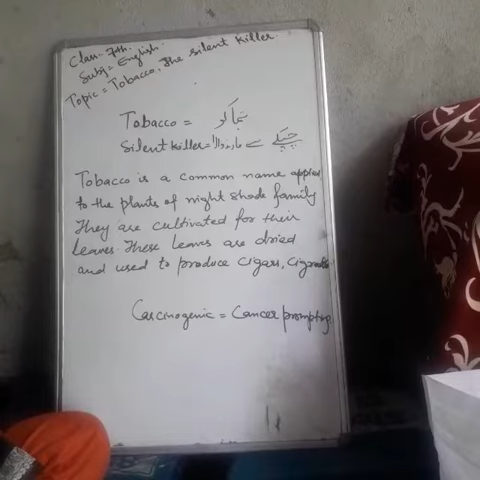 Class- 7th.
Subj= English.
Topic = Tobacco, The silent killer.
Tobacco = تمباکو
Silent killer= چپکے سے مارنے والا
Tobacco is a common name applied
to the plants of night shade family
They are cultivated for their
leaves. These leaves are dried
and used to produce cigars, cigarettes
Carcinogenic = Cancer prompting